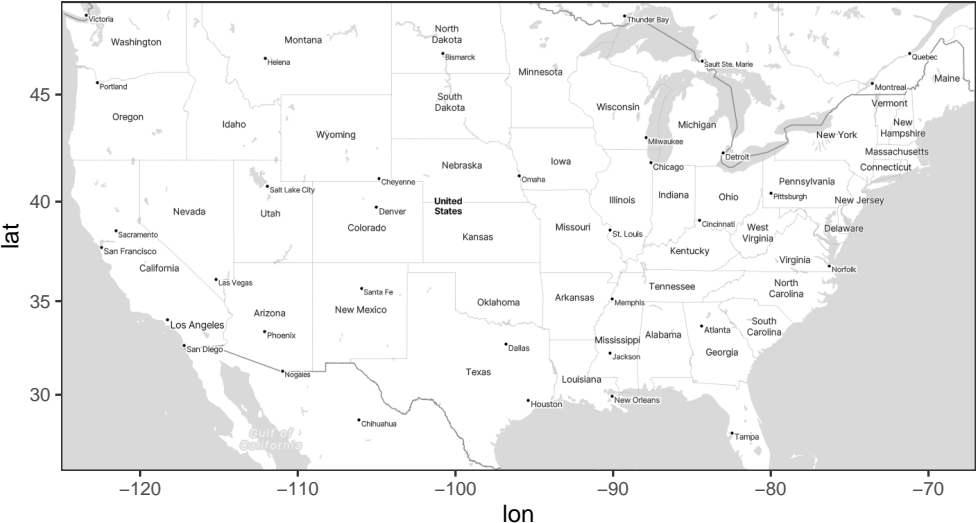 Victoria
Washington
Montana
North
Dakota
Thunder Bay
Helena
Bismarck
Minnesota
Sault Ste. Marie
Quebec
Portland
Montreal
Maine
45
South
Dakota
Wisconsin
Vermont
Oregon
Idaho
Wyoming
Michigan
New York
New
Hampshire
Milwaukee
Massachusetts
Detroit
Nebraska
Iowa
Chicago
Connecticut
Omaha
Cheyenne
Salt Lake City
Pennsylvania
Pittsburgh
40
United
States
Nevada
Utah
Denver
Illinois
Indiana
Ohio
New Jersey
Colorado
Kansas
Missouri
St. Louis
Cincinnati
West
Virginia
Delaware
Sacramento
San Francisco
California
Kentucky
Virginia
Norfolk
Las Vegas
Santa Fe
Tennessee
North
Carolina
35
Arizona
New Mexico
Oklahoma
Arkansas
Memphis
Los Angeles
Phoenix
South
Carolina
Atlanta
Mississippi
Alabama
San Diego
Dallas
Jackson
Georgia
Nogales
Texas
Louisiana
30
Houston
New Orleans
Chihuahua
Gulf of
California
Tampa
lat
−120
−110
−100
−90
−80
−70
lon